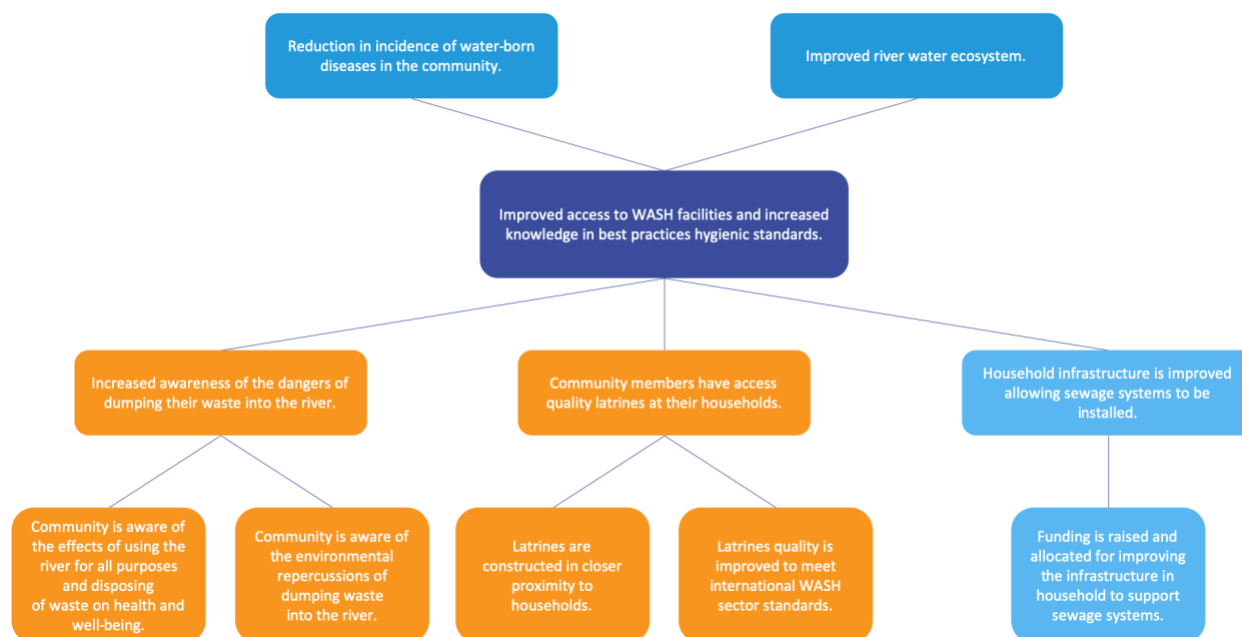 Reduction in incidence of water-born
diseases in the community.
Improved river water ecosystem.
Improved access to WASH facilities and increased
knowledge in best practices hygienic standards.
Increased awareness of the dangers of
dumping their waste into the river.
Community members have access
quality latrines at their households.
Household infrastructure is improved
allowing sewage systems to be
installed.
Community is aware of
the effects of using the
river for all purposes
and disposing
of waste on health and
well-being.
Community is aware of
the environmental
repercussions of
dumping waste
into the river.
Latrines are
constructed in closer
proximity to
households.
Latrines quality is
improved to meet
international WASH
sector standards.
Funding is raised and
allocated for improving
the infrastructure in
household to support
sewage systems.